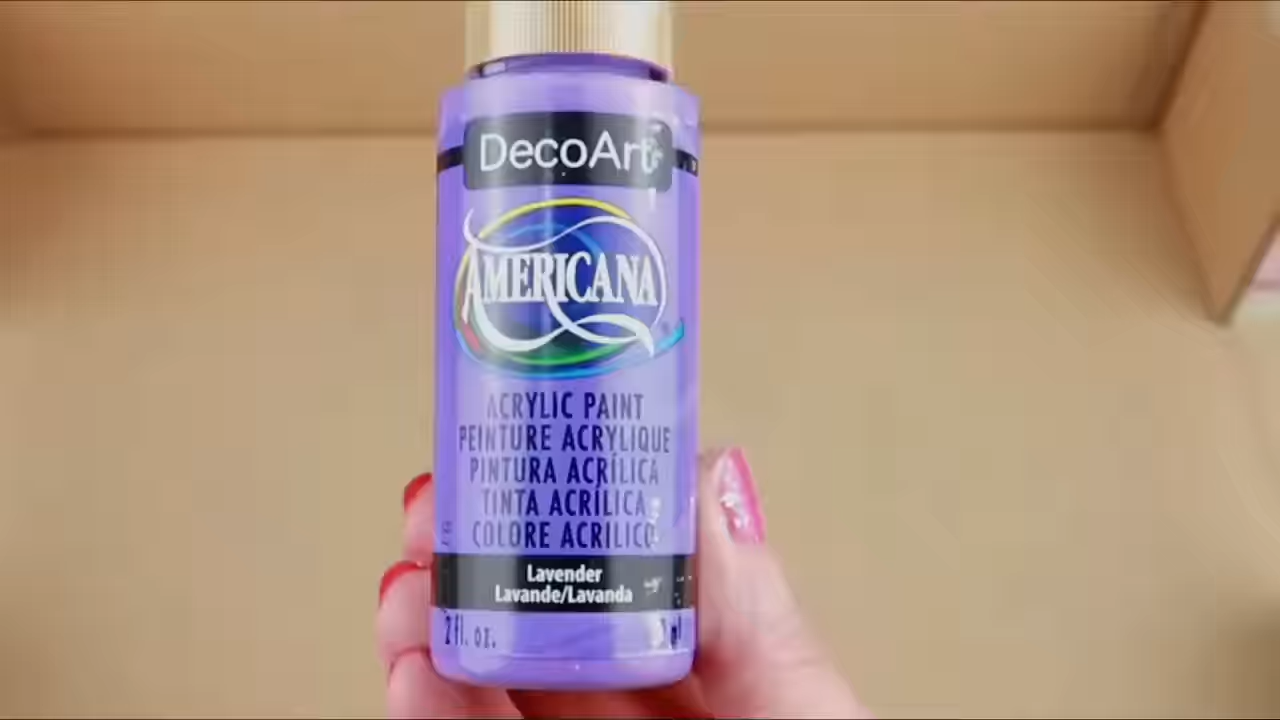 DecoArt
AMERICANA
ACRYLIC PAINT
PEINTURE ACRYLIQUE
PINTURA ACRÍLICA
TINTA ACRÍLICA
COLORE ACRILICO
Lavender
Lavande/Lavanda
2 fl. oz.